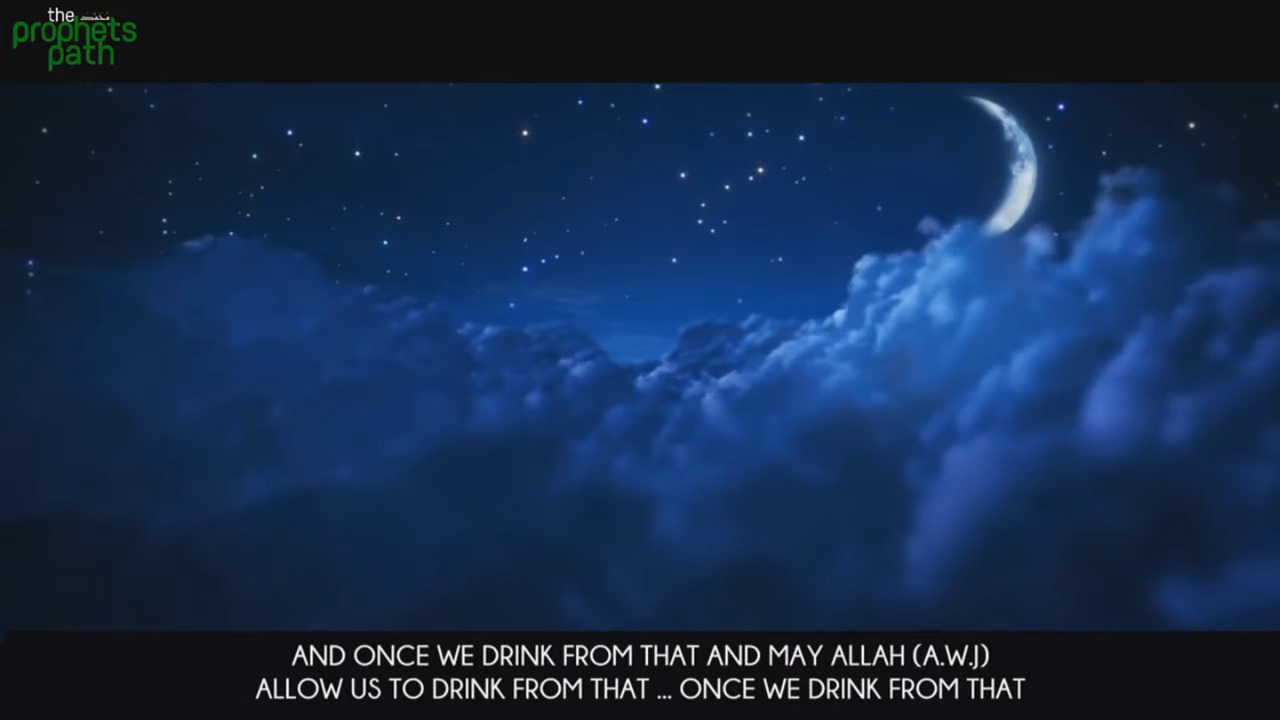 the محمد
prophets
path
AND ONCE WE DRINK FROM THAT AND MAY ALLAH (A.W.J)
ALLOW US TO DRINK FROM THAT ... ONCE WE DRINK FROM THAT